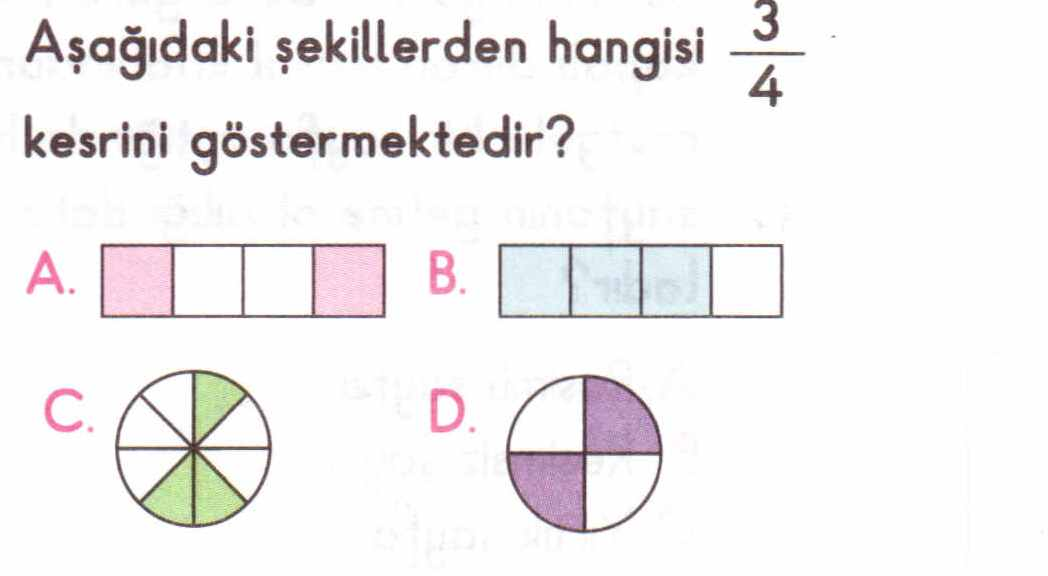 Aşağıdaki şekillerden hangisi 3/4
kesrini göstermektedir?
A. B.
C. D.